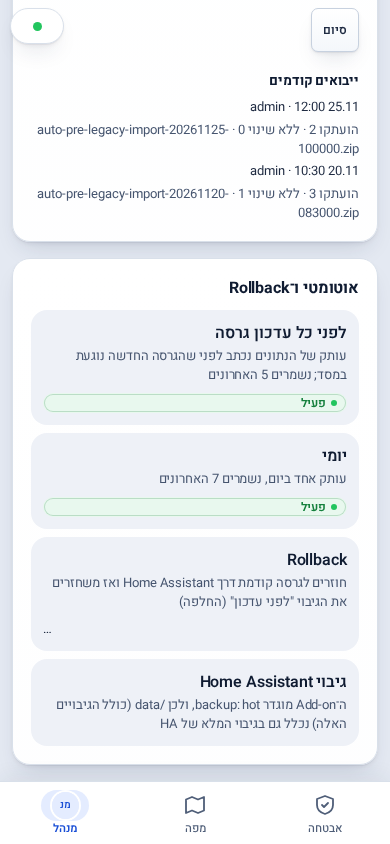 סיום
ייבואים קודמים
25.11 12:00 · admin
הועתקו 2 · ללא שינוי 0 · auto-pre-legacy-import-20261125-
100000.zip
20.11 10:30 · admin
הועתקו 3 · ללא שינוי 1 · auto-pre-legacy-import-20261120-
083000.zip
אוטומטי ו־Rollback
לפני כל עדכון גרסה
עותק של הנתונים נכתב לפני שהגרסה החדשה נוגעת
במסד; נשמרים 5 האחרונים
פעיל
יומי
עותק אחד ביום, נשמרים 7 האחרונים
פעיל
Rollback
חוזרים לגרסה קודמת דרך Home Assistant ואז משחזרים
את הגיבוי "לפני עדכון" (החלפה)
...
גיבוי Home Assistant
ה־Add-on מוגדר backup: hot, ולכן /data (כולל הגיבויים
האלה) נכלל גם בגיבוי המלא של HA
אבטחה
מפה
מנ
מנהל